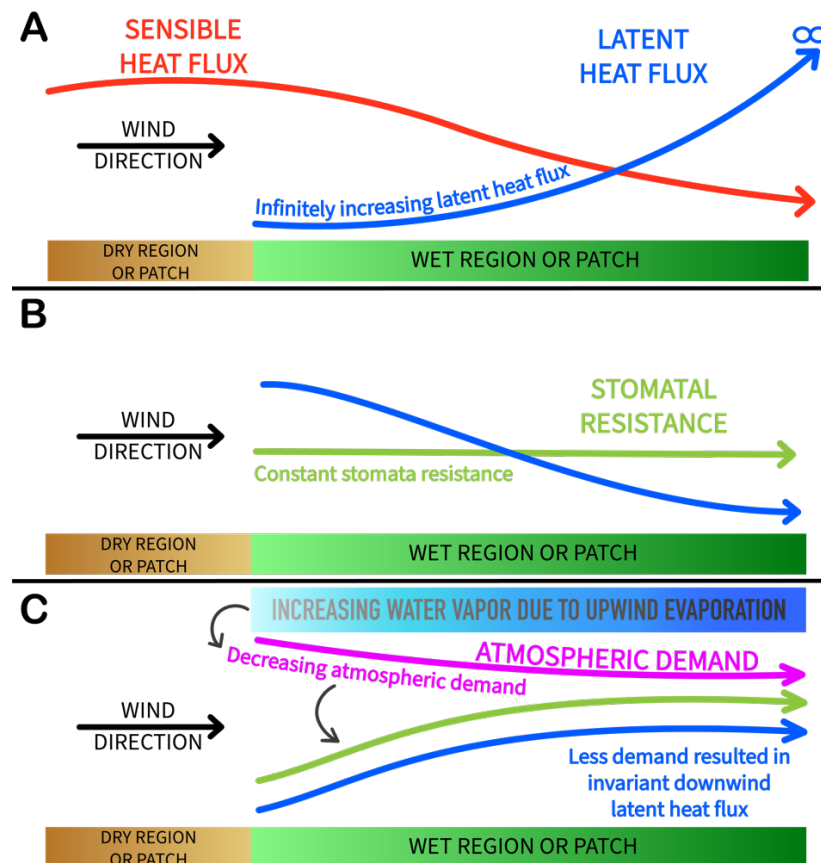 A
SENSIBLE
HEAT FLUX
LATENT
HEAT FLUX
∞
WIND
DIRECTION
Infinitely increasing latent heat flux
DRY REGION
OR PATCH
WET REGION OR PATCH
B
STOMATAL
RESISTANCE
WIND
DIRECTION
Constant stomata resistance
DRY REGION
OR PATCH
WET REGION OR PATCH
C
INCREASING WATER VAPOR DUE TO UPWIND EVAPORATION
ATMOSPHERIC DEMAND
Decreasing atmospheric demand
WIND
DIRECTION
Less demand resulted in
invariant downwind
latent heat flux
DRY REGION
OR PATCH
WET REGION OR PATCH